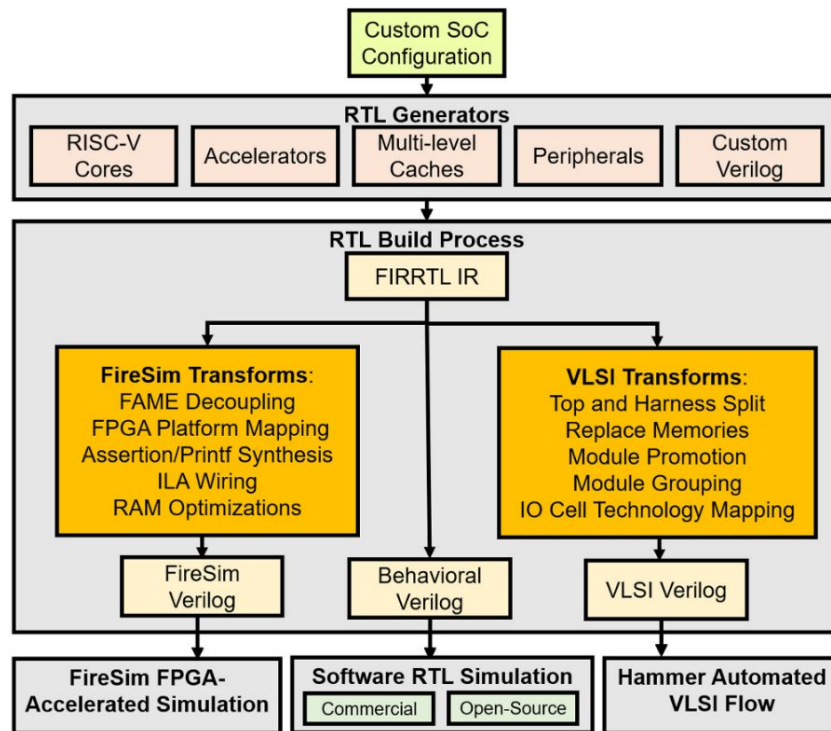 Custom SoC
Configuration
RTL Generators
RISC-V
Cores
Accelerators
Multi-level
Caches
Peripherals
Custom
Verilog
RTL Build Process
FIRRTL IR
FireSim Transforms:
FAME Decoupling
FPGA Platform Mapping
Assertion/Printf Synthesis
ILA Wiring
RAM Optimizations
VLSI Transforms:
Top and Harness Split
Replace Memories
Module Promotion
Module Grouping
IO Cell Technology Mapping
FireSim
Verilog
Behavioral
Verilog
VLSI Verilog
FireSim FPGA-
Accelerated Simulation
Software RTL Simulation
Commercial
Open-Source
Hammer Automated
VLSI Flow